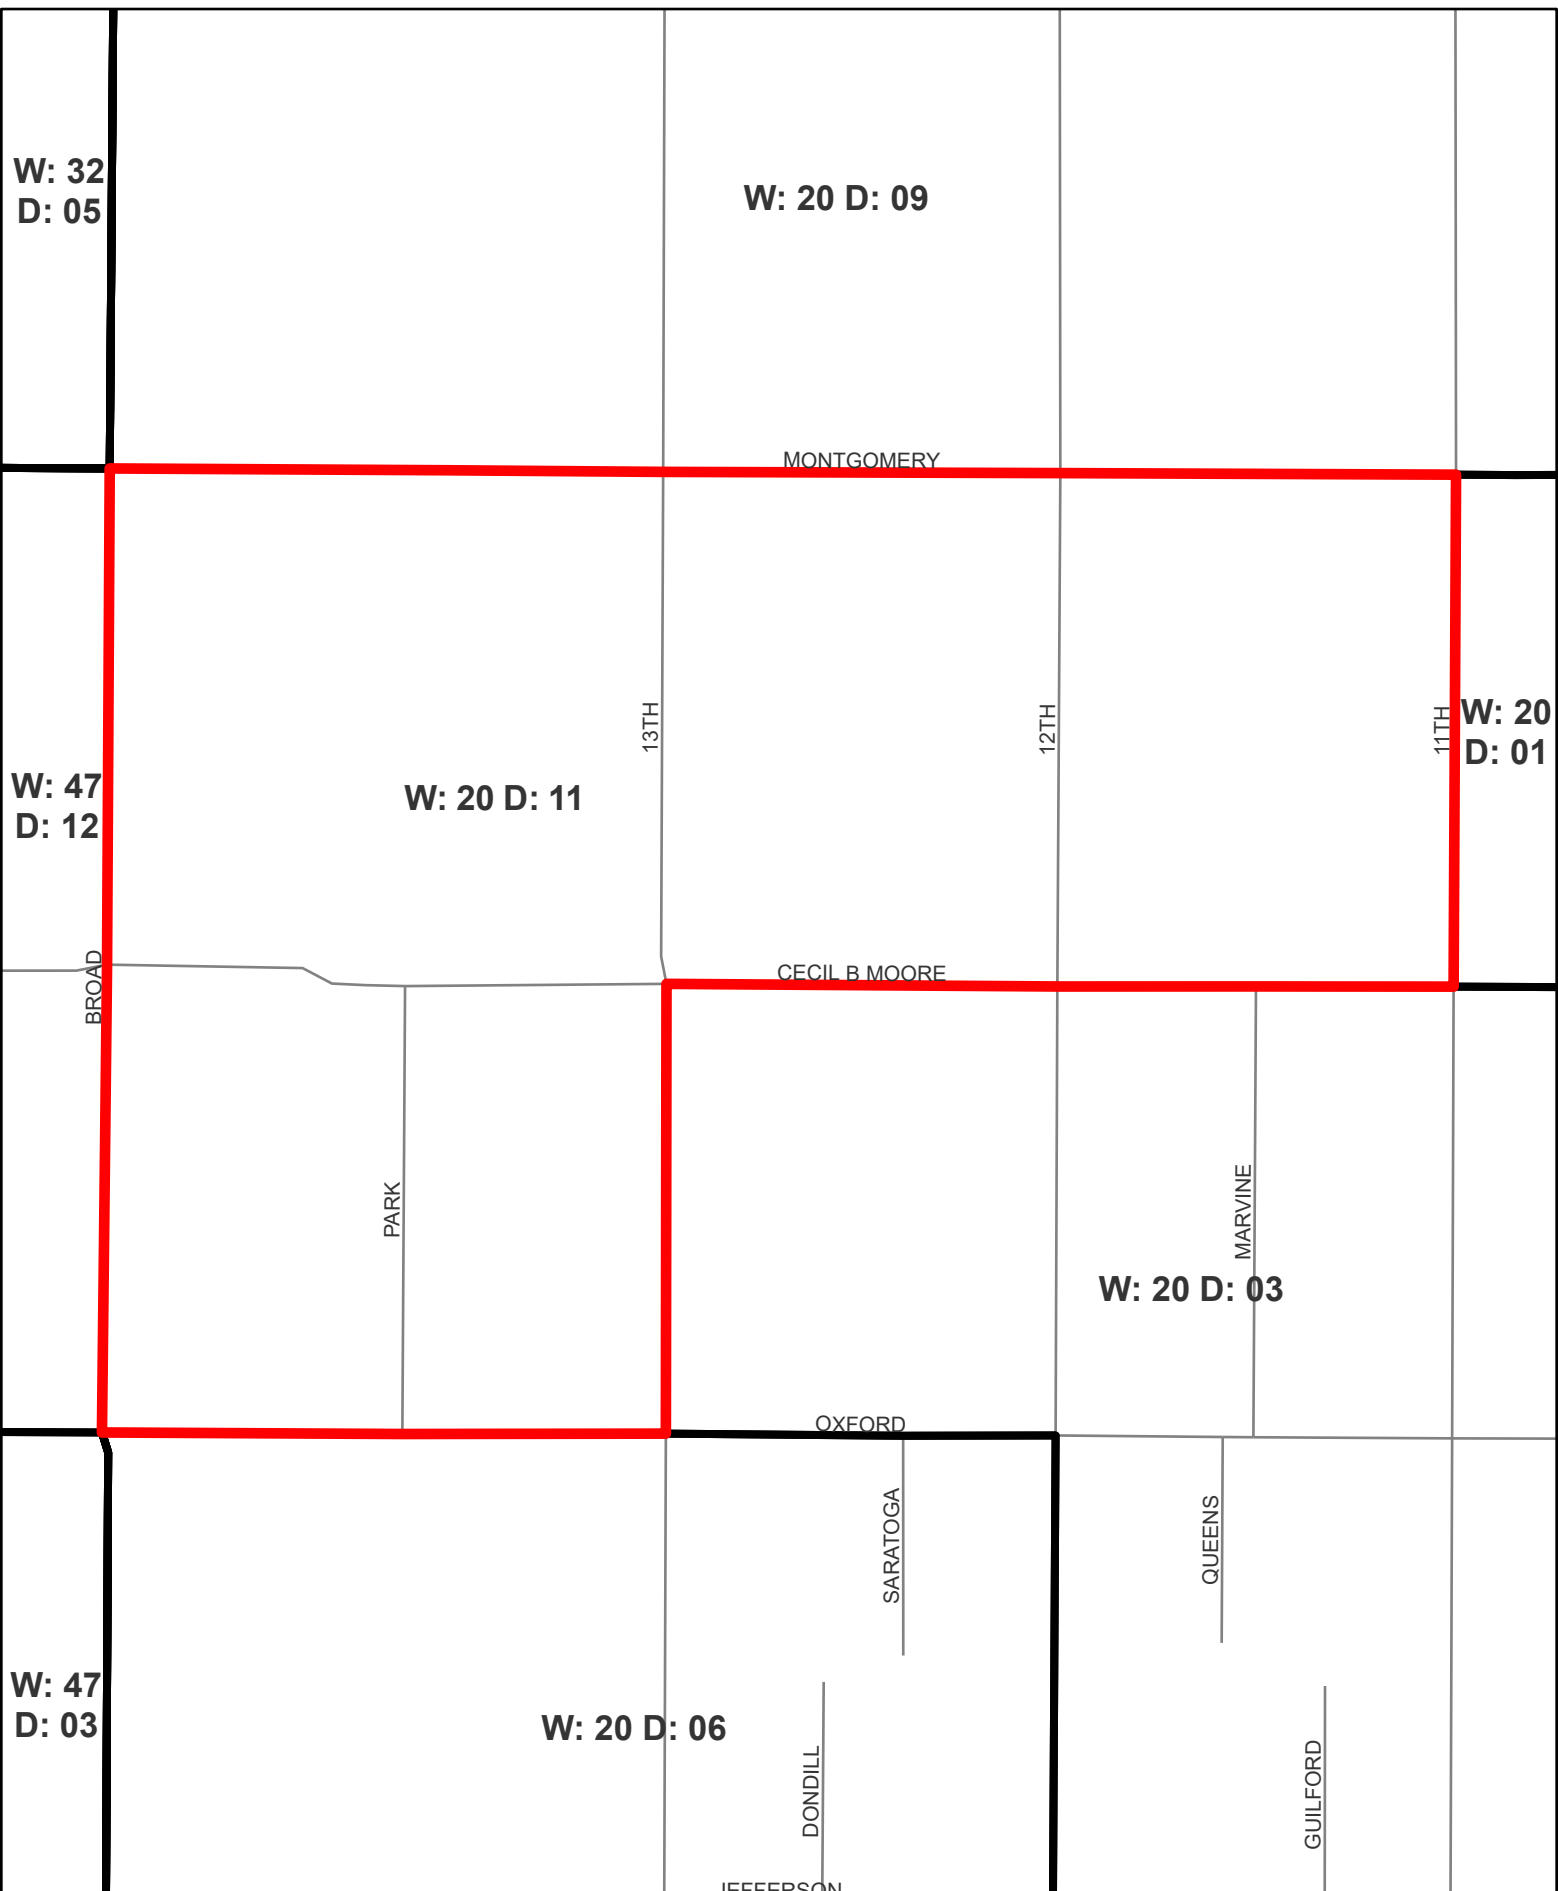 W: 32
D: 05
W: 20 D: 09
MONTGOMERY
13TH
12TH
11TH
W: 20
D: 01
W: 47
D: 12
W: 20 D: 11
BROAD
CECIL B MOORE
PARK
MARVINE
W: 20 D: 03
OXFORD
SARATOGA
QUEENS
W: 47
D: 03
W: 20 D: 06
DONDILL
GUILFORD
JEFFERSON